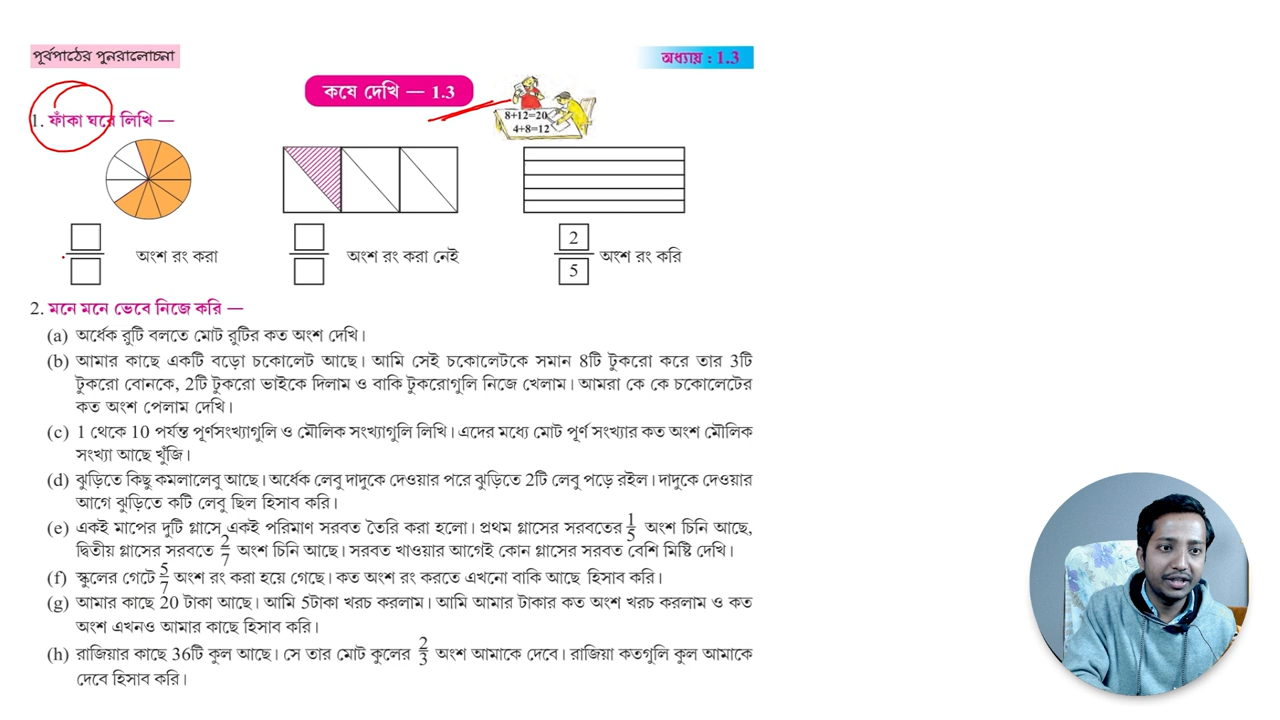 পূর্বপাঠের পুনরালোচনা
অধ্যায় : 1.3
কষে দেখি — 1.3
8+12=20
4+8=12
1. ফাঁকা ঘরে লিখি —
অংশ রং করা
অংশ রং করা নেই
2
5
অংশ রং করি
2. মনে মনে ভেবে নিজে করি —
(a) অর্ধেক রুটি বলতে মোট রুটির কত অংশ দেখি।
(b) আমার কাছে একটি বড়ো চকোলেট আছে। আমি সেই চকোলেটকে সমান 8টি টুকরো করে তার 3টি
টুকরো বোনকে, 2টি টুকরো ভাইকে দিলাম ও বাকি টুকরোগুলি নিজে খেলাম। আমরা কে কে চকোলেটের
কত অংশ পেলাম দেখি।
(c) 1 থেকে 10 পর্যন্ত পূর্ণসংখ্যাগুলি ও মৌলিক সংখ্যাগুলি লিখি। এদের মধ্যে মোট পূর্ণ সংখ্যার কত অংশ মৌলিক
সংখ্যা আছে খুঁজি।
(d) ঝুড়িতে কিছু কমলালেবু আছে। অর্ধেক লেবু দাদুকে দেওয়ার পরে ঝুড়িতে 2টি লেবু পড়ে রইল। দাদুকে দেওয়ার
আগে ঝুড়িতে কটি লেবু ছিল হিসাব করি।
(e) একই মাপের দুটি গ্লাসে একই পরিমাণ সরবত তৈরি করা হলো। প্রথম গ্লাসের সরবতের 1/5 অংশ চিনি আছে,
দ্বিতীয় গ্লাসের সরবতে 2/7 অংশ চিনি আছে। সরবত খাওয়ার আগেই কোন গ্লাসের সরবত বেশি মিষ্টি দেখি।
(f) স্কুলের গেটে 5/7 অংশ রং করা হয়ে গেছে। কত অংশ রং করতে এখনো বাকি আছে হিসাব করি।
(g) আমার কাছে 20 টাকা আছে। আমি 5টাকা খরচ করলাম। আমি আমার টাকার কত অংশ খরচ করলাম ও কত
অংশ এখনও আমার কাছে হিসাব করি।
(h) রাজিয়ার কাছে 36টি কুল আছে। সে তার মোট কুলের 2/3 অংশ আমাকে দেবে। রাজিয়া কতগুলি কুল আমাকে
দেবে হিসাব করি।